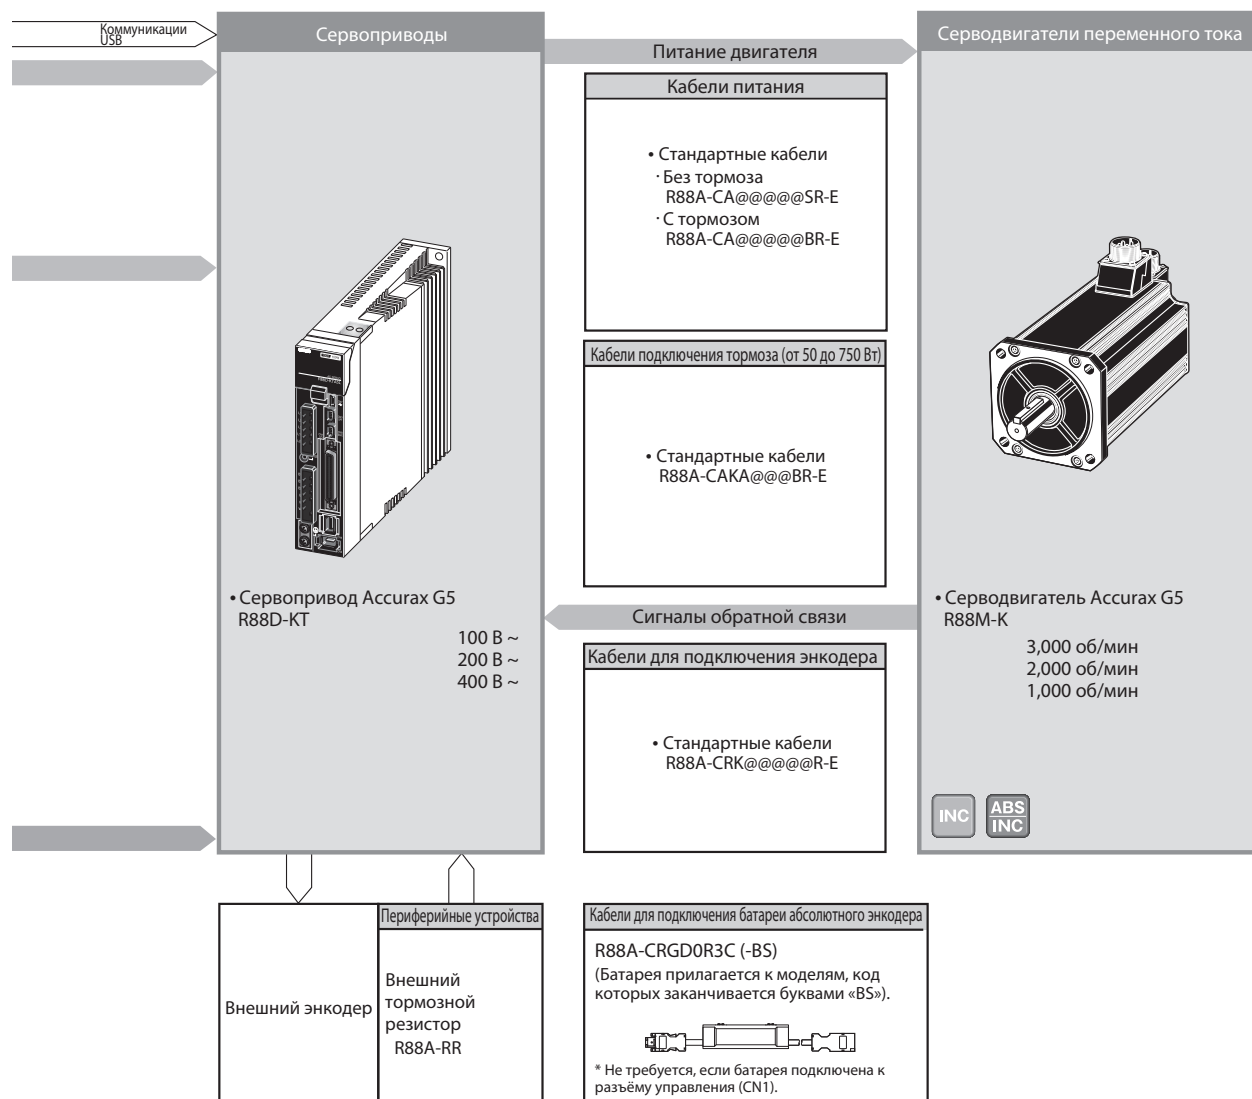 Коммуникации
USB
Сервоприводы
• Сервопривод Accurax G5
R88D-KT
100 В ~
200 В ~
400 В ~
Питание двигателя
Кабели питания
• Стандартные кабели
· Без тормоза
R88A-CA@@@@@SR-E
· С тормозом
R88A-CA@@@@@BR-E
Кабели подключения тормоза (от 50 до 750 Вт)
• Стандартные кабели
R88A-CAKA@@@BR-E
Сигналы обратной связи
Кабели для подключения энкодера
• Стандартные кабели
R88A-CRK@@@@@R-E
Серводвигатели переменного тока
• Серводвигатель Accurax G5
R88M-K
3,000 об/мин
2,000 об/мин
1,000 об/мин
INC
ABS
INC
Внешний энкодер
Периферийные устройства
Внешний
тормозной
резистор
R88A-RR
Кабели для подключения батареи абсолютного энкодера
R88A-CRGD0R3C (-BS)
(Батарея прилагается к моделям, код
которых заканчивается буквами «BS»).
* Не требуется, если батарея подключена к
разъёму управления (CN1).